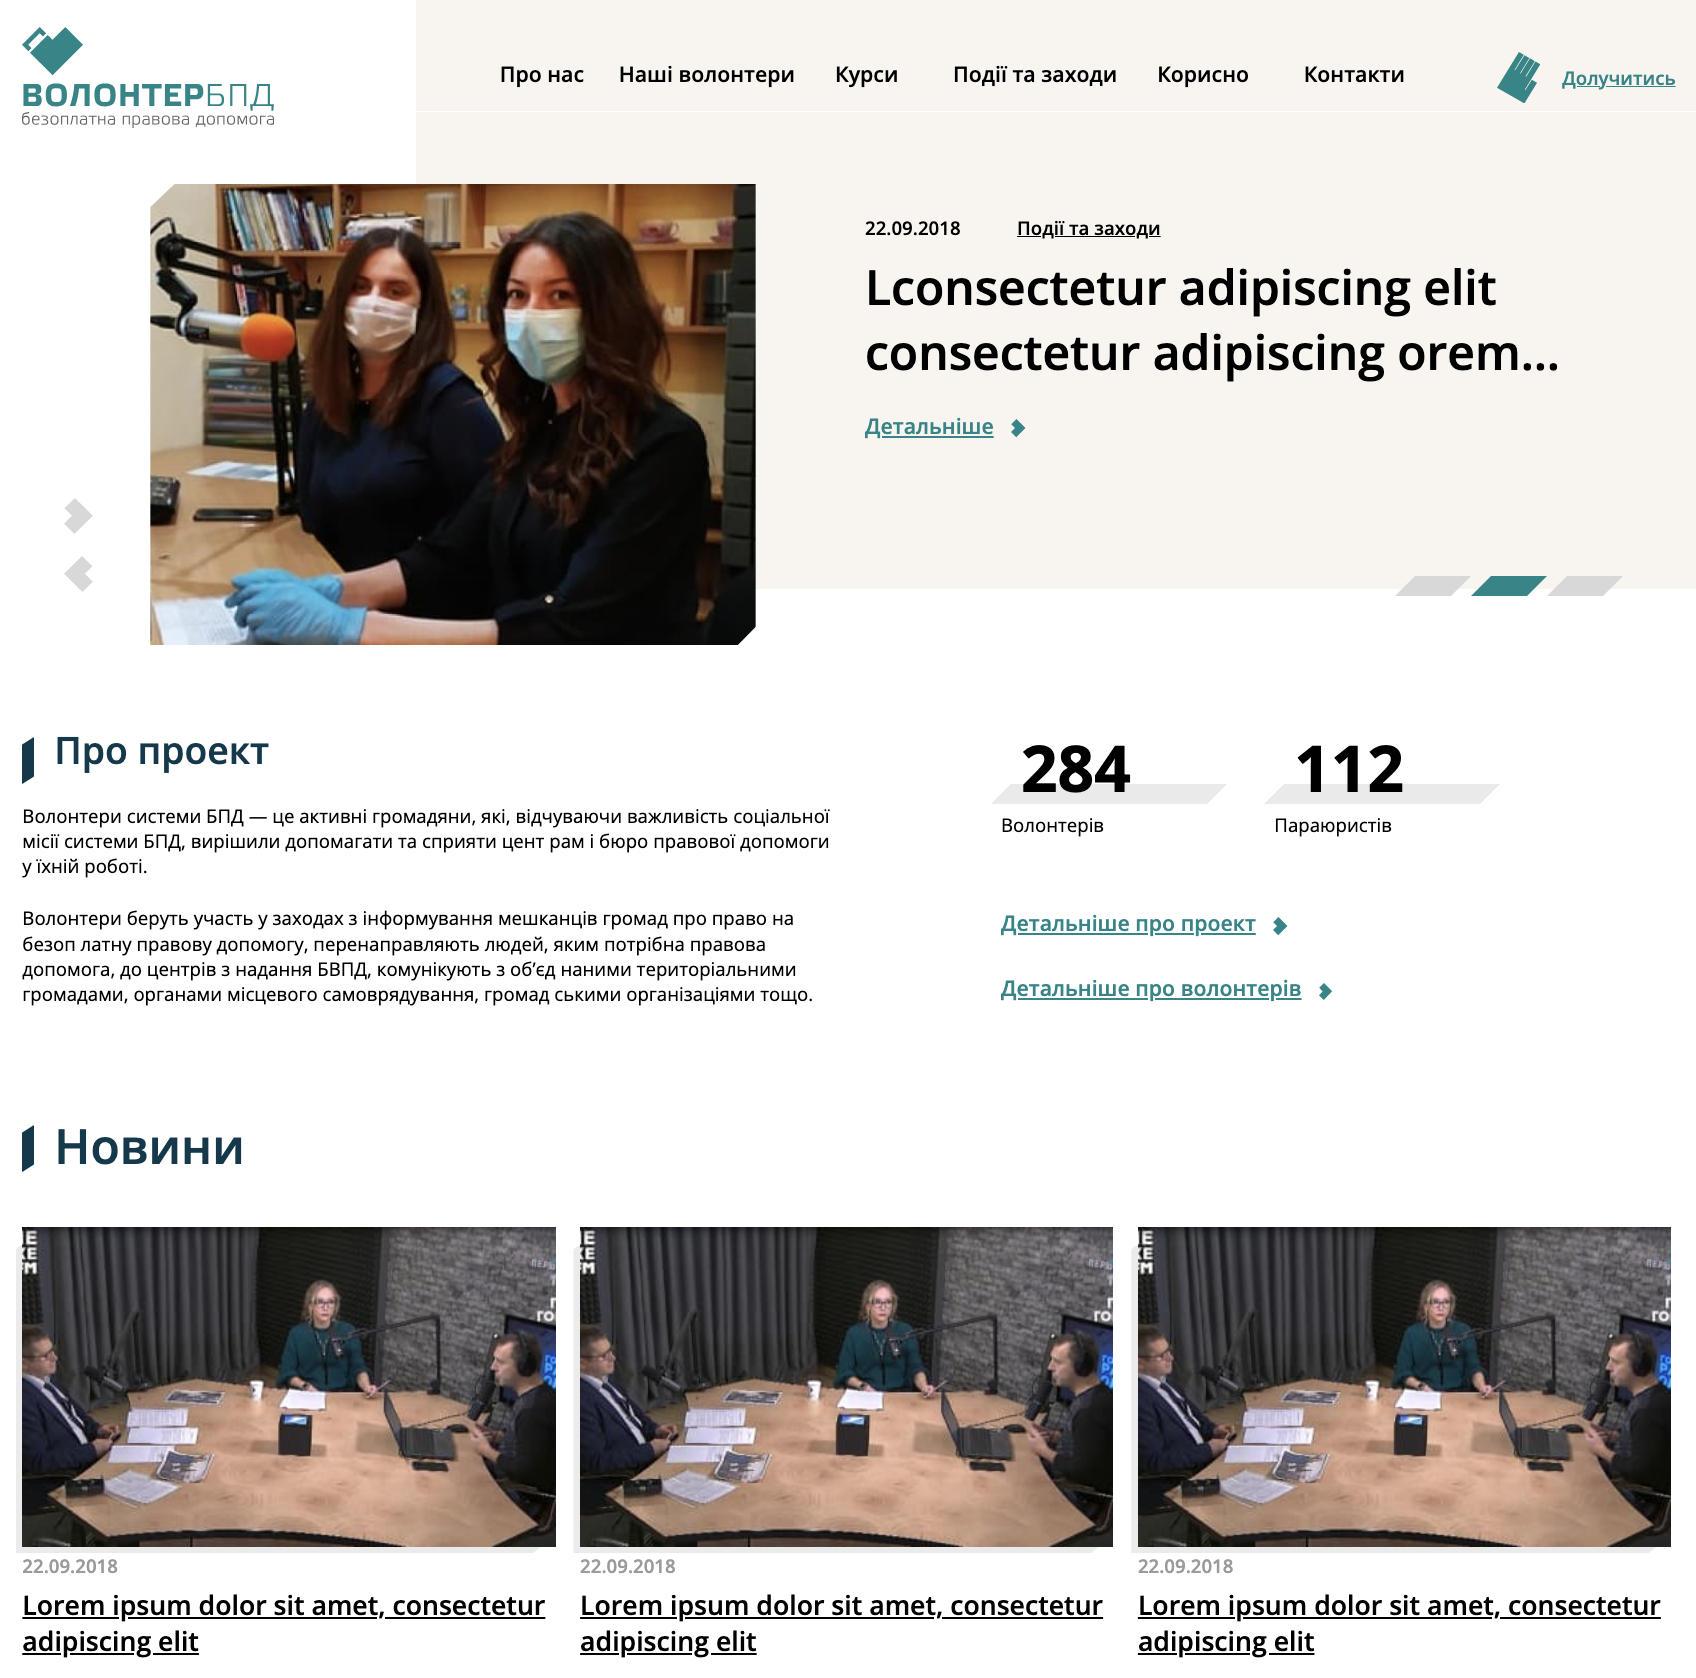 ВОЛОНТЕРБПД
безоплатна правова допомога
Про нас
Наші волонтери
Курси
Події та заходи
Корисно
Контакти
Долучитись
22.09.2018
Події та заходи
Lconsectetur adipiscing elit
consectetur adipiscing orem...
Детальніше
Про проект
Волонтери системи БПД — це активні громадяни, які, відчуваючи важливість соціальної
місії системи БПД, вирішили допомагати та сприяти цент рам і бюро правової допомоги
у їхній роботі.
Волонтери беруть участь у заходах з інформування мешканців громад про право на
безоп латну правову допомогу, перенаправляють людей, яким потрібна правова
допомога, до центрів з надання БВПД, комунікують з об’єд наними територіальними
громадами, органами місцевого самоврядування, громад ськими організаціями тощо.
284
Волонтерів
112
Параюристів
Детальніше про проект
Детальніше про волонтерів
Новини
22.09.2018
Lorem ipsum dolor sit amet, consectetur
adipiscing elit
22.09.2018
Lorem ipsum dolor sit amet, consectetur
adipiscing elit
22.09.2018
Lorem ipsum dolor sit amet, consectetur
adipiscing elit